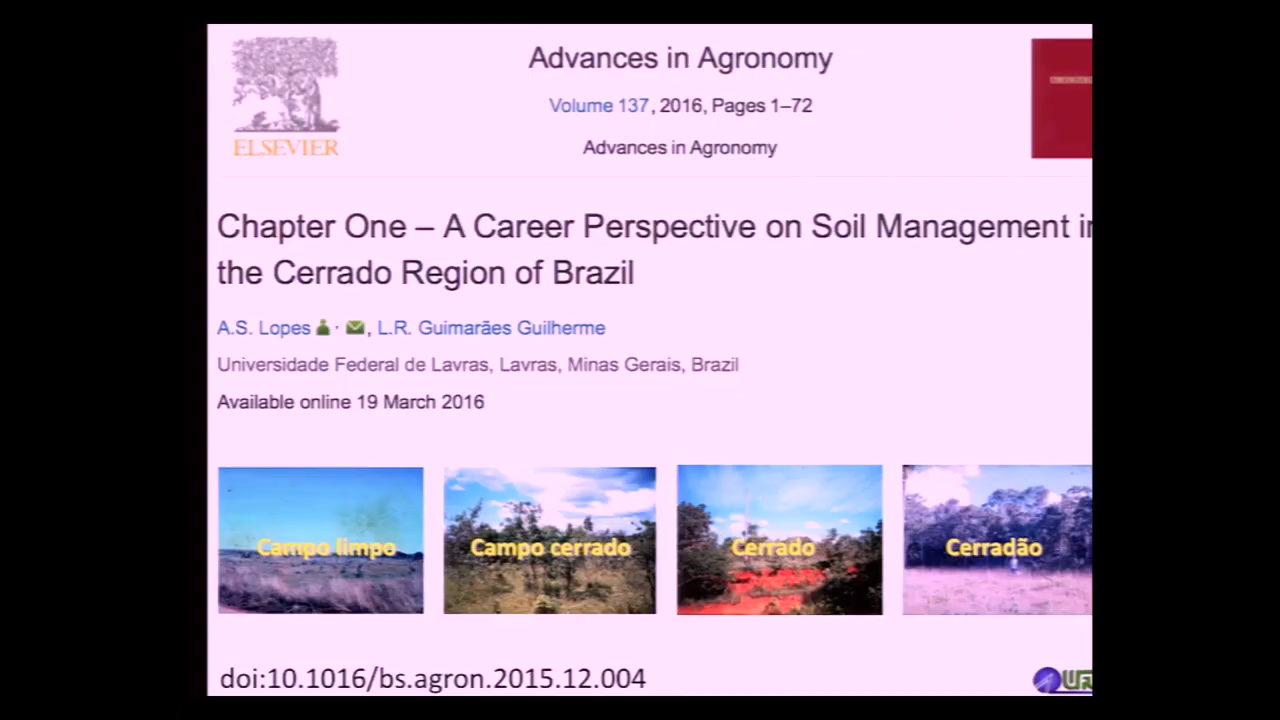 Advances in Agronomy
Volume 137, 2016, Pages 1–72
Advances in Agronomy
ELSEVIER
Chapter One – A Career Perspective on Soil Management in
the Cerrado Region of Brazil
A.S. Lopes , L.R. Guimarães Guilherme
Universidade Federal de Lavras, Lavras, Minas Gerais, Brazil
Available online 19 March 2016
Campo limpo
Campo cerrado
Cerrado
Cerradão
doi:10.1016/bs.agron.2015.12.004